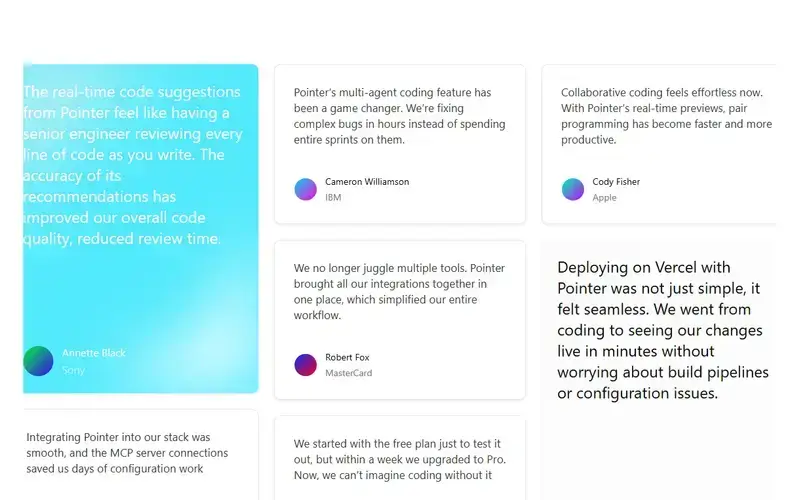 The real-time code suggestions
from Pointer feel like having a
senior engineer reviewing every
line of code as you write. The
accuracy of its
recommendations has
improved our overall code
quality, reduced review time.
Annette Black
Sony
Integrating Pointer into our stack was
smooth, and the MCP server connections
saved us days of configuration work
Pointer's multi-agent coding feature has
been a game changer. We're fixing
complex bugs in hours instead of spending
entire sprints on them.
Cameron Williamson
IBM
We no longer juggle multiple tools. Pointer
brought all our integrations together in
one place, which simplified our entire
workflow.
Robert Fox
MasterCard
We started with the free plan just to test it
out, but within a week we upgraded to Pro.
Now, we can't imagine coding without it
Collaborative coding feels effortless now.
With Pointer's real-time previews, pair
programming has become faster and more
productive.
Cody Fisher
Apple
Deploying on Vercel with
Pointer was not just simple, it
felt seamless. We went from
coding to seeing our changes
live in minutes without
worrying about build pipelines
or configuration issues.